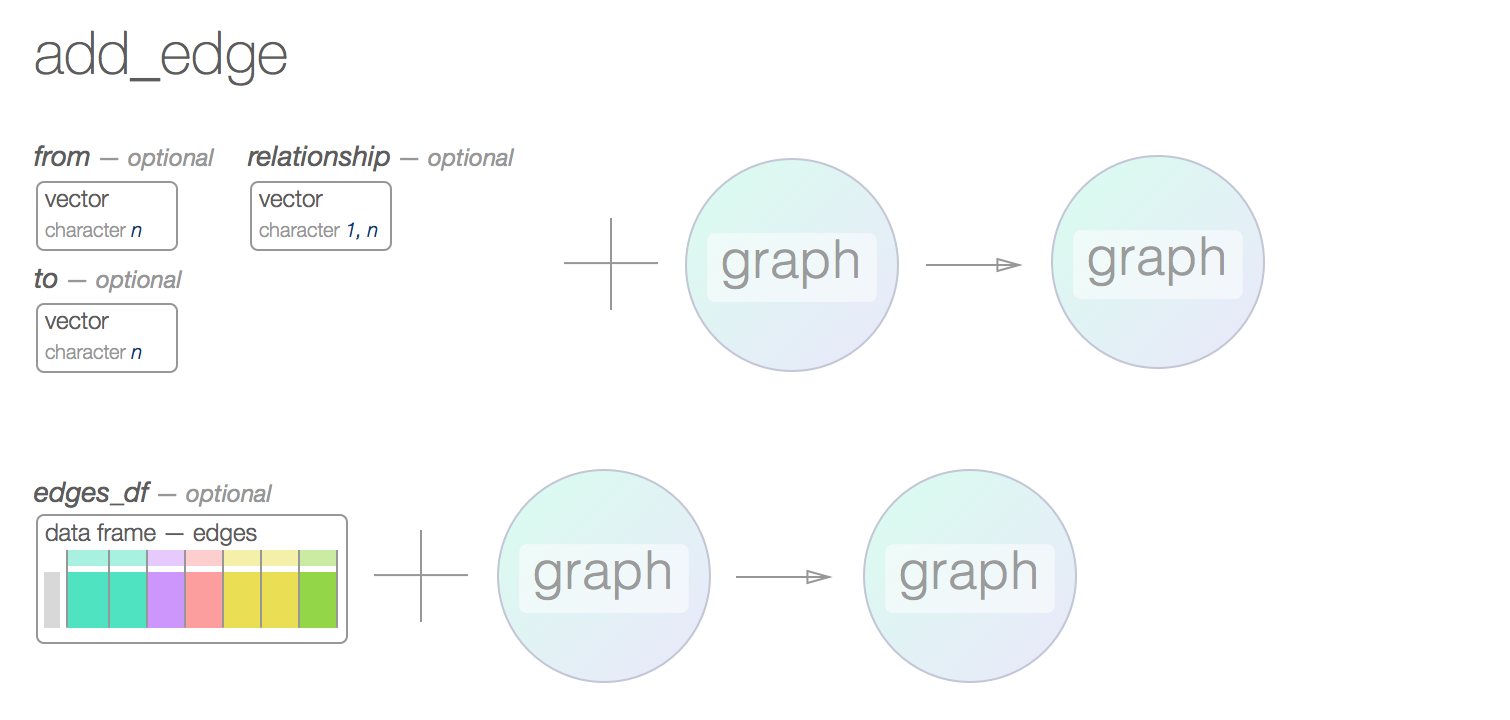 add_edge
from — optional relationship — optional
vector vector
character n character 1, n
to — optional
vector
character n
graph graph
edges_df — optional
data frame — edges
graph graph